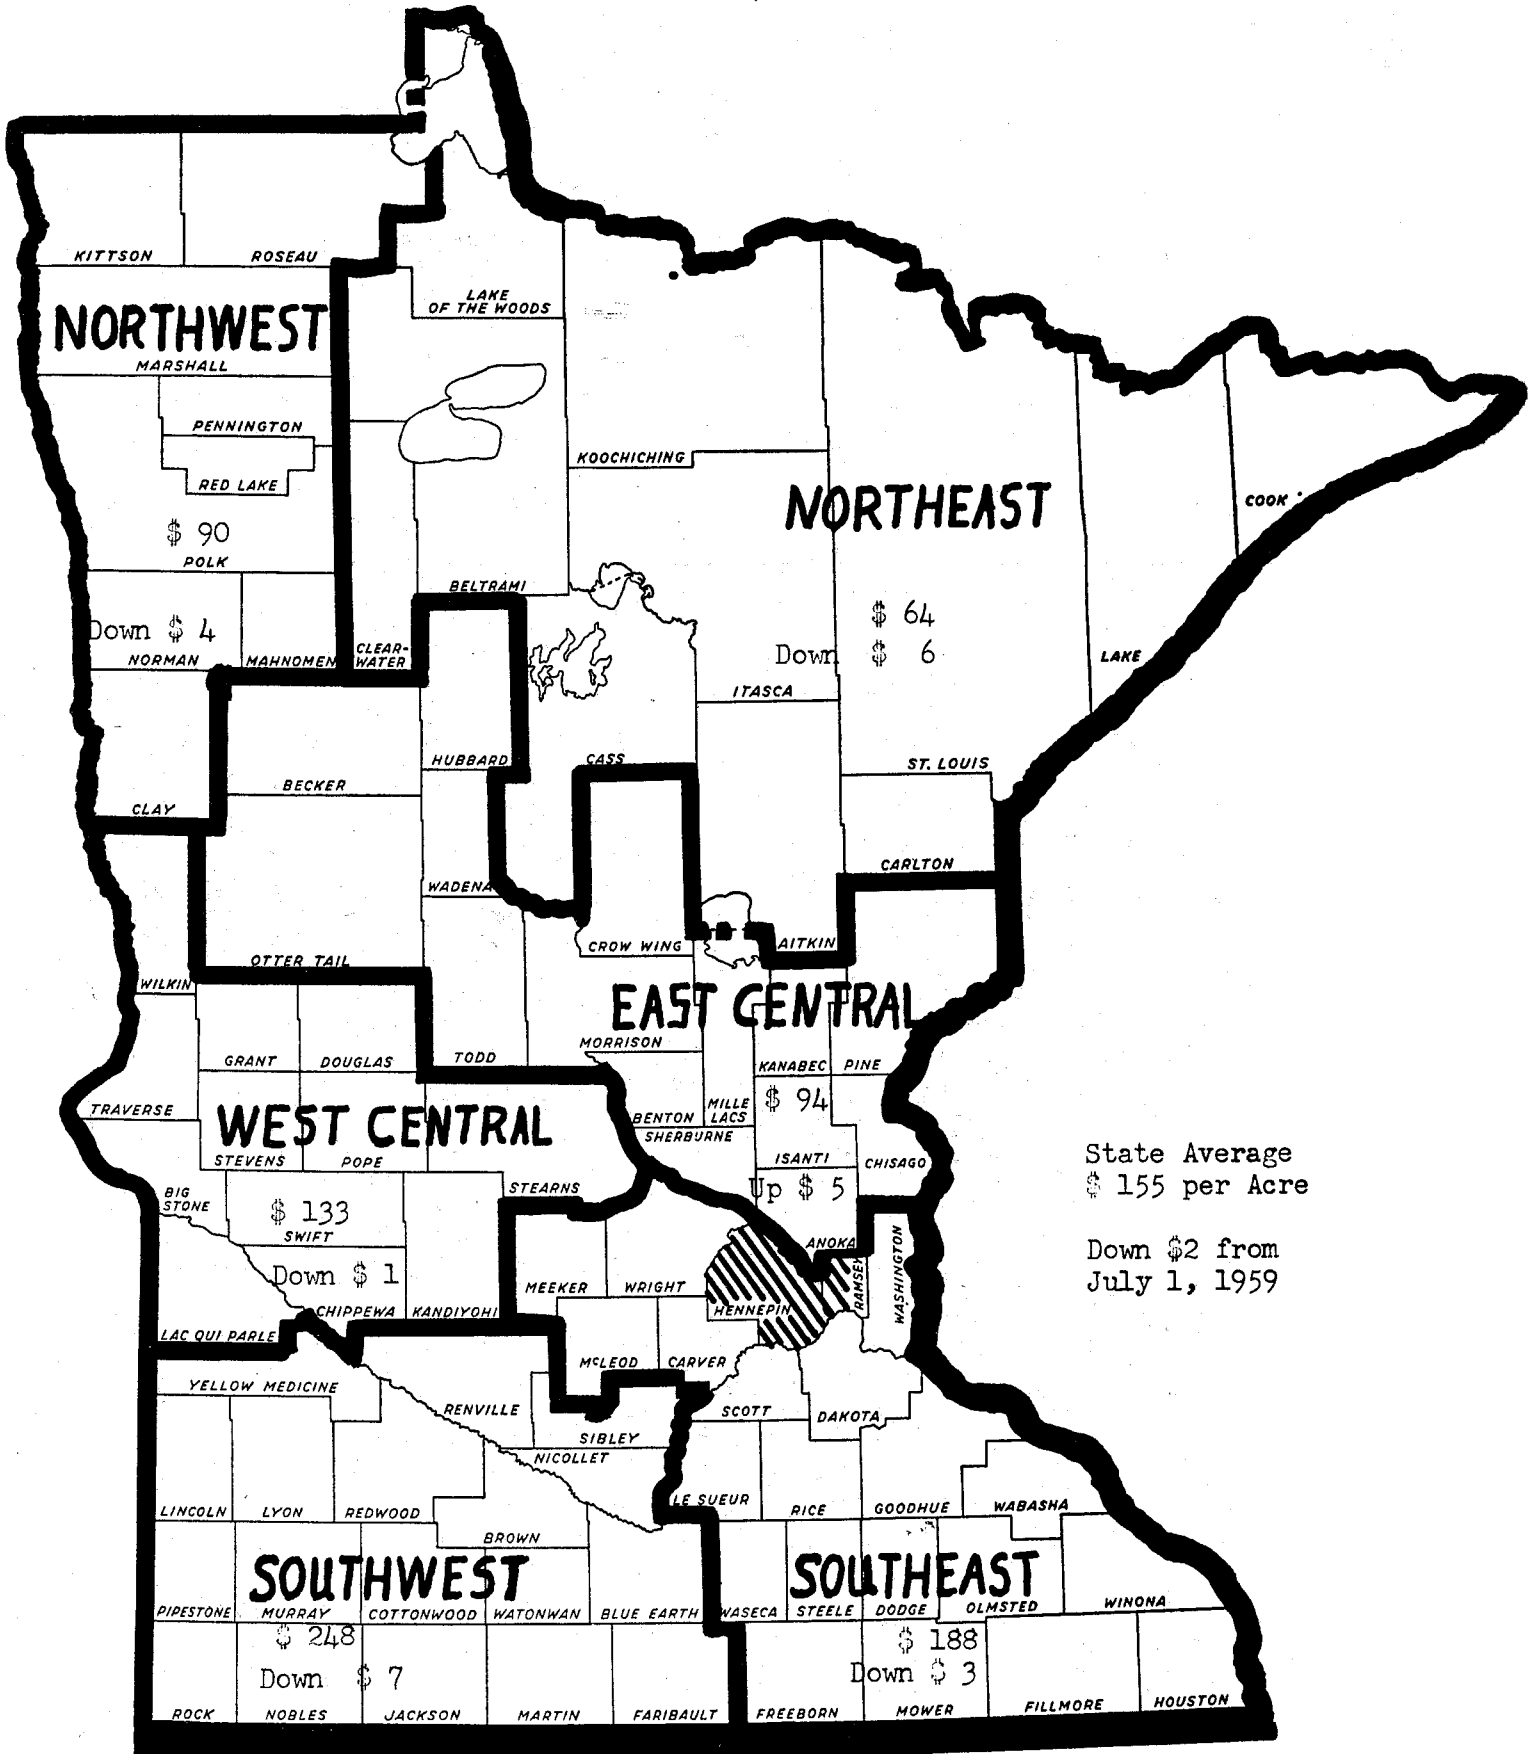 KITTSON
ROSEAU
LAKE
OF THE WOODS
NORTHWEST
MARSHALL
PENNINGTON
RED LAKE
KOOCHICHING
NORTHEAST
COOK
$ 90
POLK
BELTRAMI
$ 64
Down $ 4
Down $ 6
NORMAN
MAHNOMEN
CLEAR-
WATER
LAKE
ITASCA
HUBBARD
CASS
ST. LOUIS
BECKER
CLAY
CARLTON
WADENA
CROW WING
AITKIN
OTTER TAIL
WILKIN
EAST CENTRAL
MORRISON
GRANT
DOUGLAS
TODD
KANABEC
PINE
TRAVERSE
WEST CENTRAL
BENTON
MILLE
LACS
$ 94
SHERBURNE
STEVENS
POPE
ISANTI
CHISAGO
State Average
$ 155 per Acre
BIG
STONE
STEARNS
Up $ 5
$ 133
SWIFT
ANOKA
WASHINGTON
Down $2 from
July 1, 1959
Down $ 1
MEEKER
WRIGHT
RAMSEY
HENNEPIN
CHIPPEWA
KANDIYOHI
LAC QUI PARLE
McLEOD
CARVER
YELLOW MEDICINE
RENVILLE
SCOTT
DAKOTA
SIBLEY
NICOLLET
LINCOLN
LYON
REDWOOD
LE SUEUR
RICE
GOODHUE
WABASHA
BROWN
SOUTHWEST
SOUTHEAST
PIPESTONE
MURRAY
COTTONWOOD
WATONWAN
BLUE EARTH
WASECA
STEELE
DODGE
OLMSTED
WINONA
$ 248
$ 188
Down $ 7
Down $ 3
ROCK
NOBLES
JACKSON
MARTIN
FARIBAULT
FREEBORN
MOWER
FILLMORE
HOUSTON